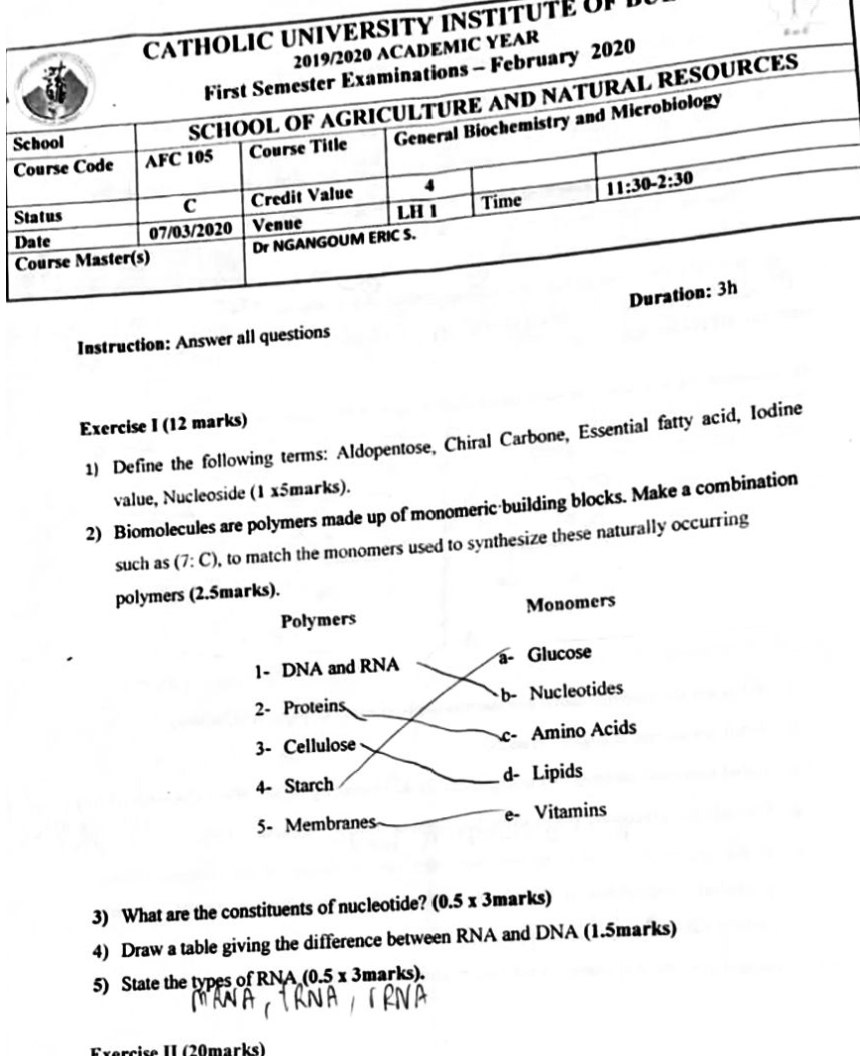 CATHOLIC UNIVERSITY INSTITUTE OF
2019/2020 ACADEMIC YEAR
First Semester Examinations – February 2020
School SCHOOL OF AGRICULTURE AND NATURAL RESOURCES
Course Code AFC 105 Course Title General Biochemistry and Microbiology
Status C Credit Value 4
Date 07/03/2020 Venue LH 1 Time 11:30-2:30
Course Master(s) Dr NGANGOUM ERIC S.
Duration: 3h
Instruction: Answer all questions
Exercise I (12 marks)
1) Define the following terms: Aldopentose, Chiral Carbone, Essential fatty acid, Iodine
value, Nucleoside (1 x5marks).
2) Biomolecules are polymers made up of monomeric building blocks. Make a combination
such as (7: C), to match the monomers used to synthesize these naturally occurring
polymers (2.5marks).
Polymers Monomers
1- DNA and RNA a- Glucose
2- Proteins b- Nucleotides
3- Cellulose c- Amino Acids
4- Starch d- Lipids
5- Membranes e- Vitamins
3) What are the constituents of nucleotide? (0.5 x 3marks)
4) Draw a table giving the difference between RNA and DNA (1.5marks)
5) State the types of RNA (0.5 x 3marks).
mRNA, tRNA, rRNA
Exercise II (20marks)